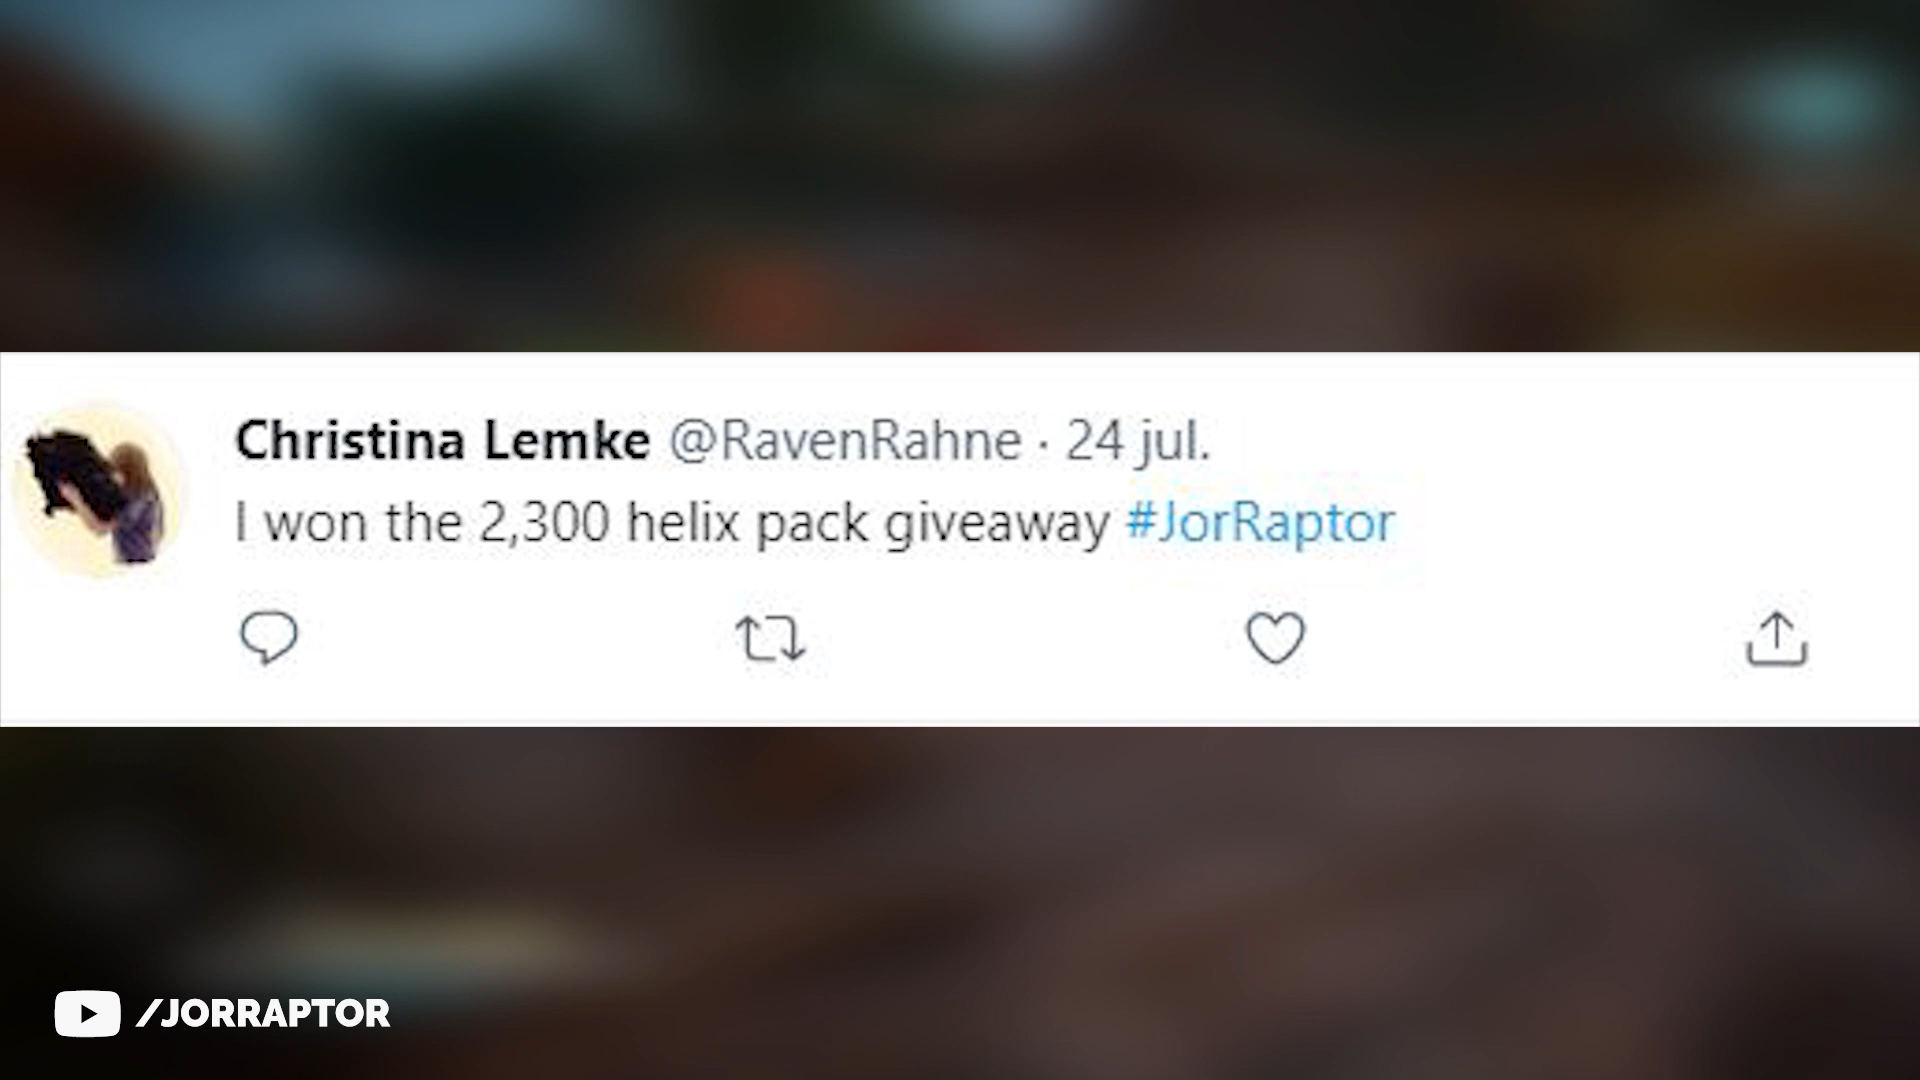 Christina Lemke @RavenRahne · 24 jul.
I won the 2,300 helix pack giveaway #JorRaptor
/JORRAPTOR